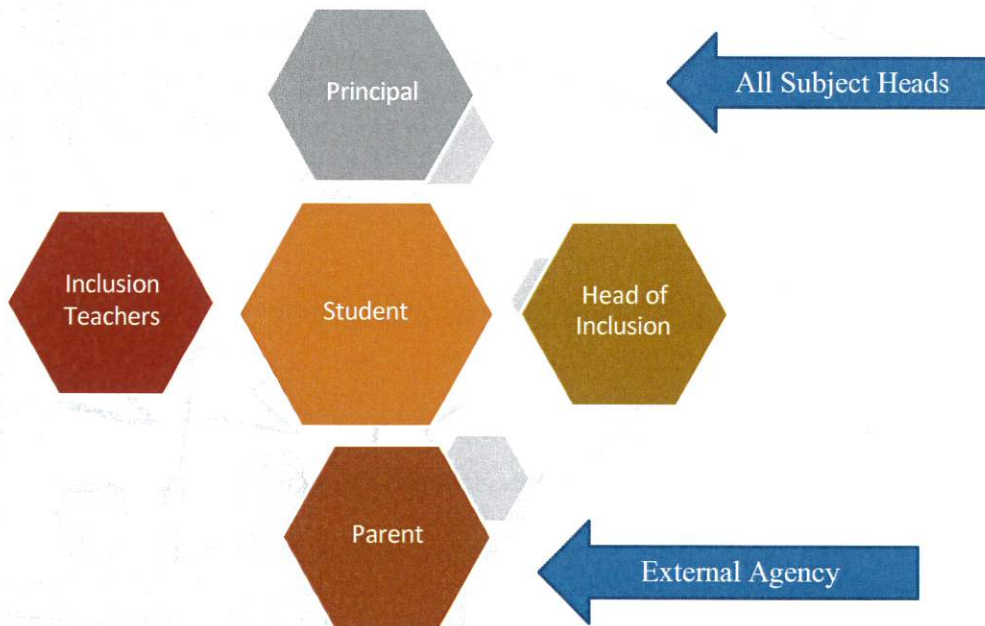 Principal
All Subject Heads
Inclusion
Teachers
Student
Head of
Inclusion
Parent
External Agency